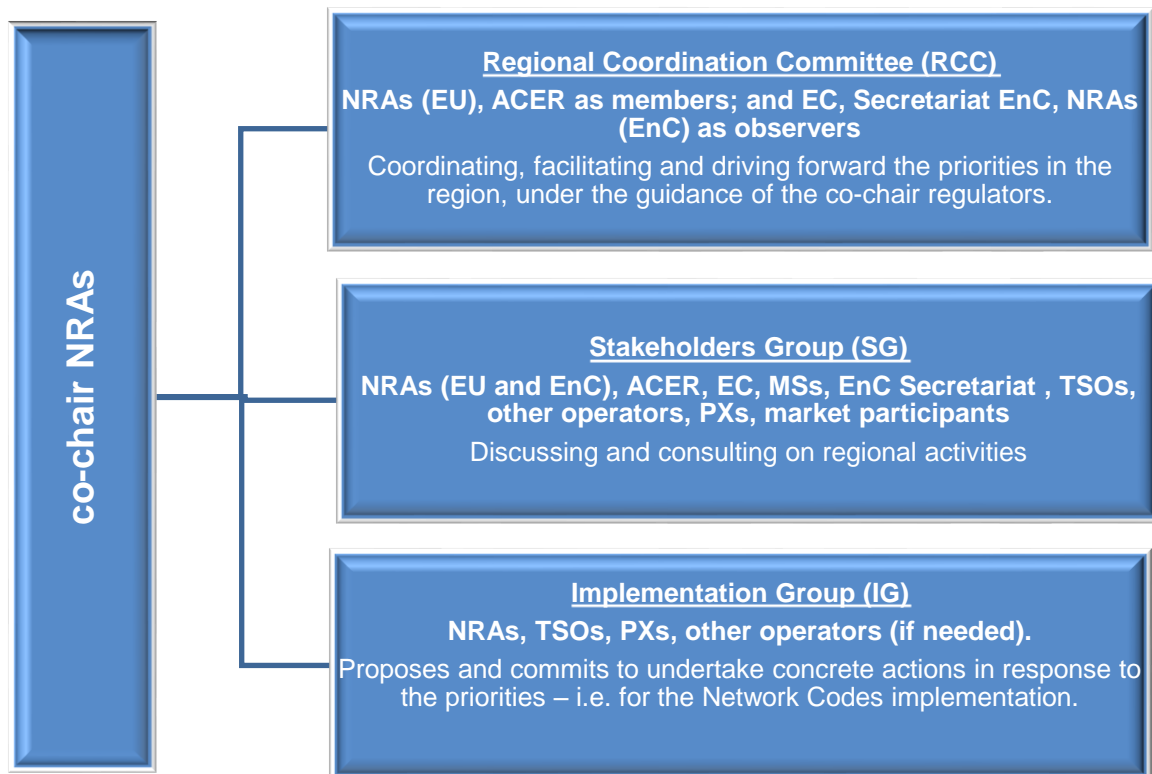 co-chair NRAs
Regional Coordination Committee (RCC)
NRAs (EU), ACER as members; and EC, Secretariat EnC, NRAs
(EnC) as observers
Coordinating, facilitating and driving forward the priorities in the
region, under the guidance of the co-chair regulators.
Stakeholders Group (SG)
NRAs (EU and EnC), ACER, EC, MSs, EnC Secretariat , TSOs,
other operators, PXs, market participants
Discussing and consulting on regional activities
Implementation Group (IG)
NRAs, TSOs, PXs, other operators (if needed).
Proposes and commits to undertake concrete actions in response to
the priorities – i.e. for the Network Codes implementation.